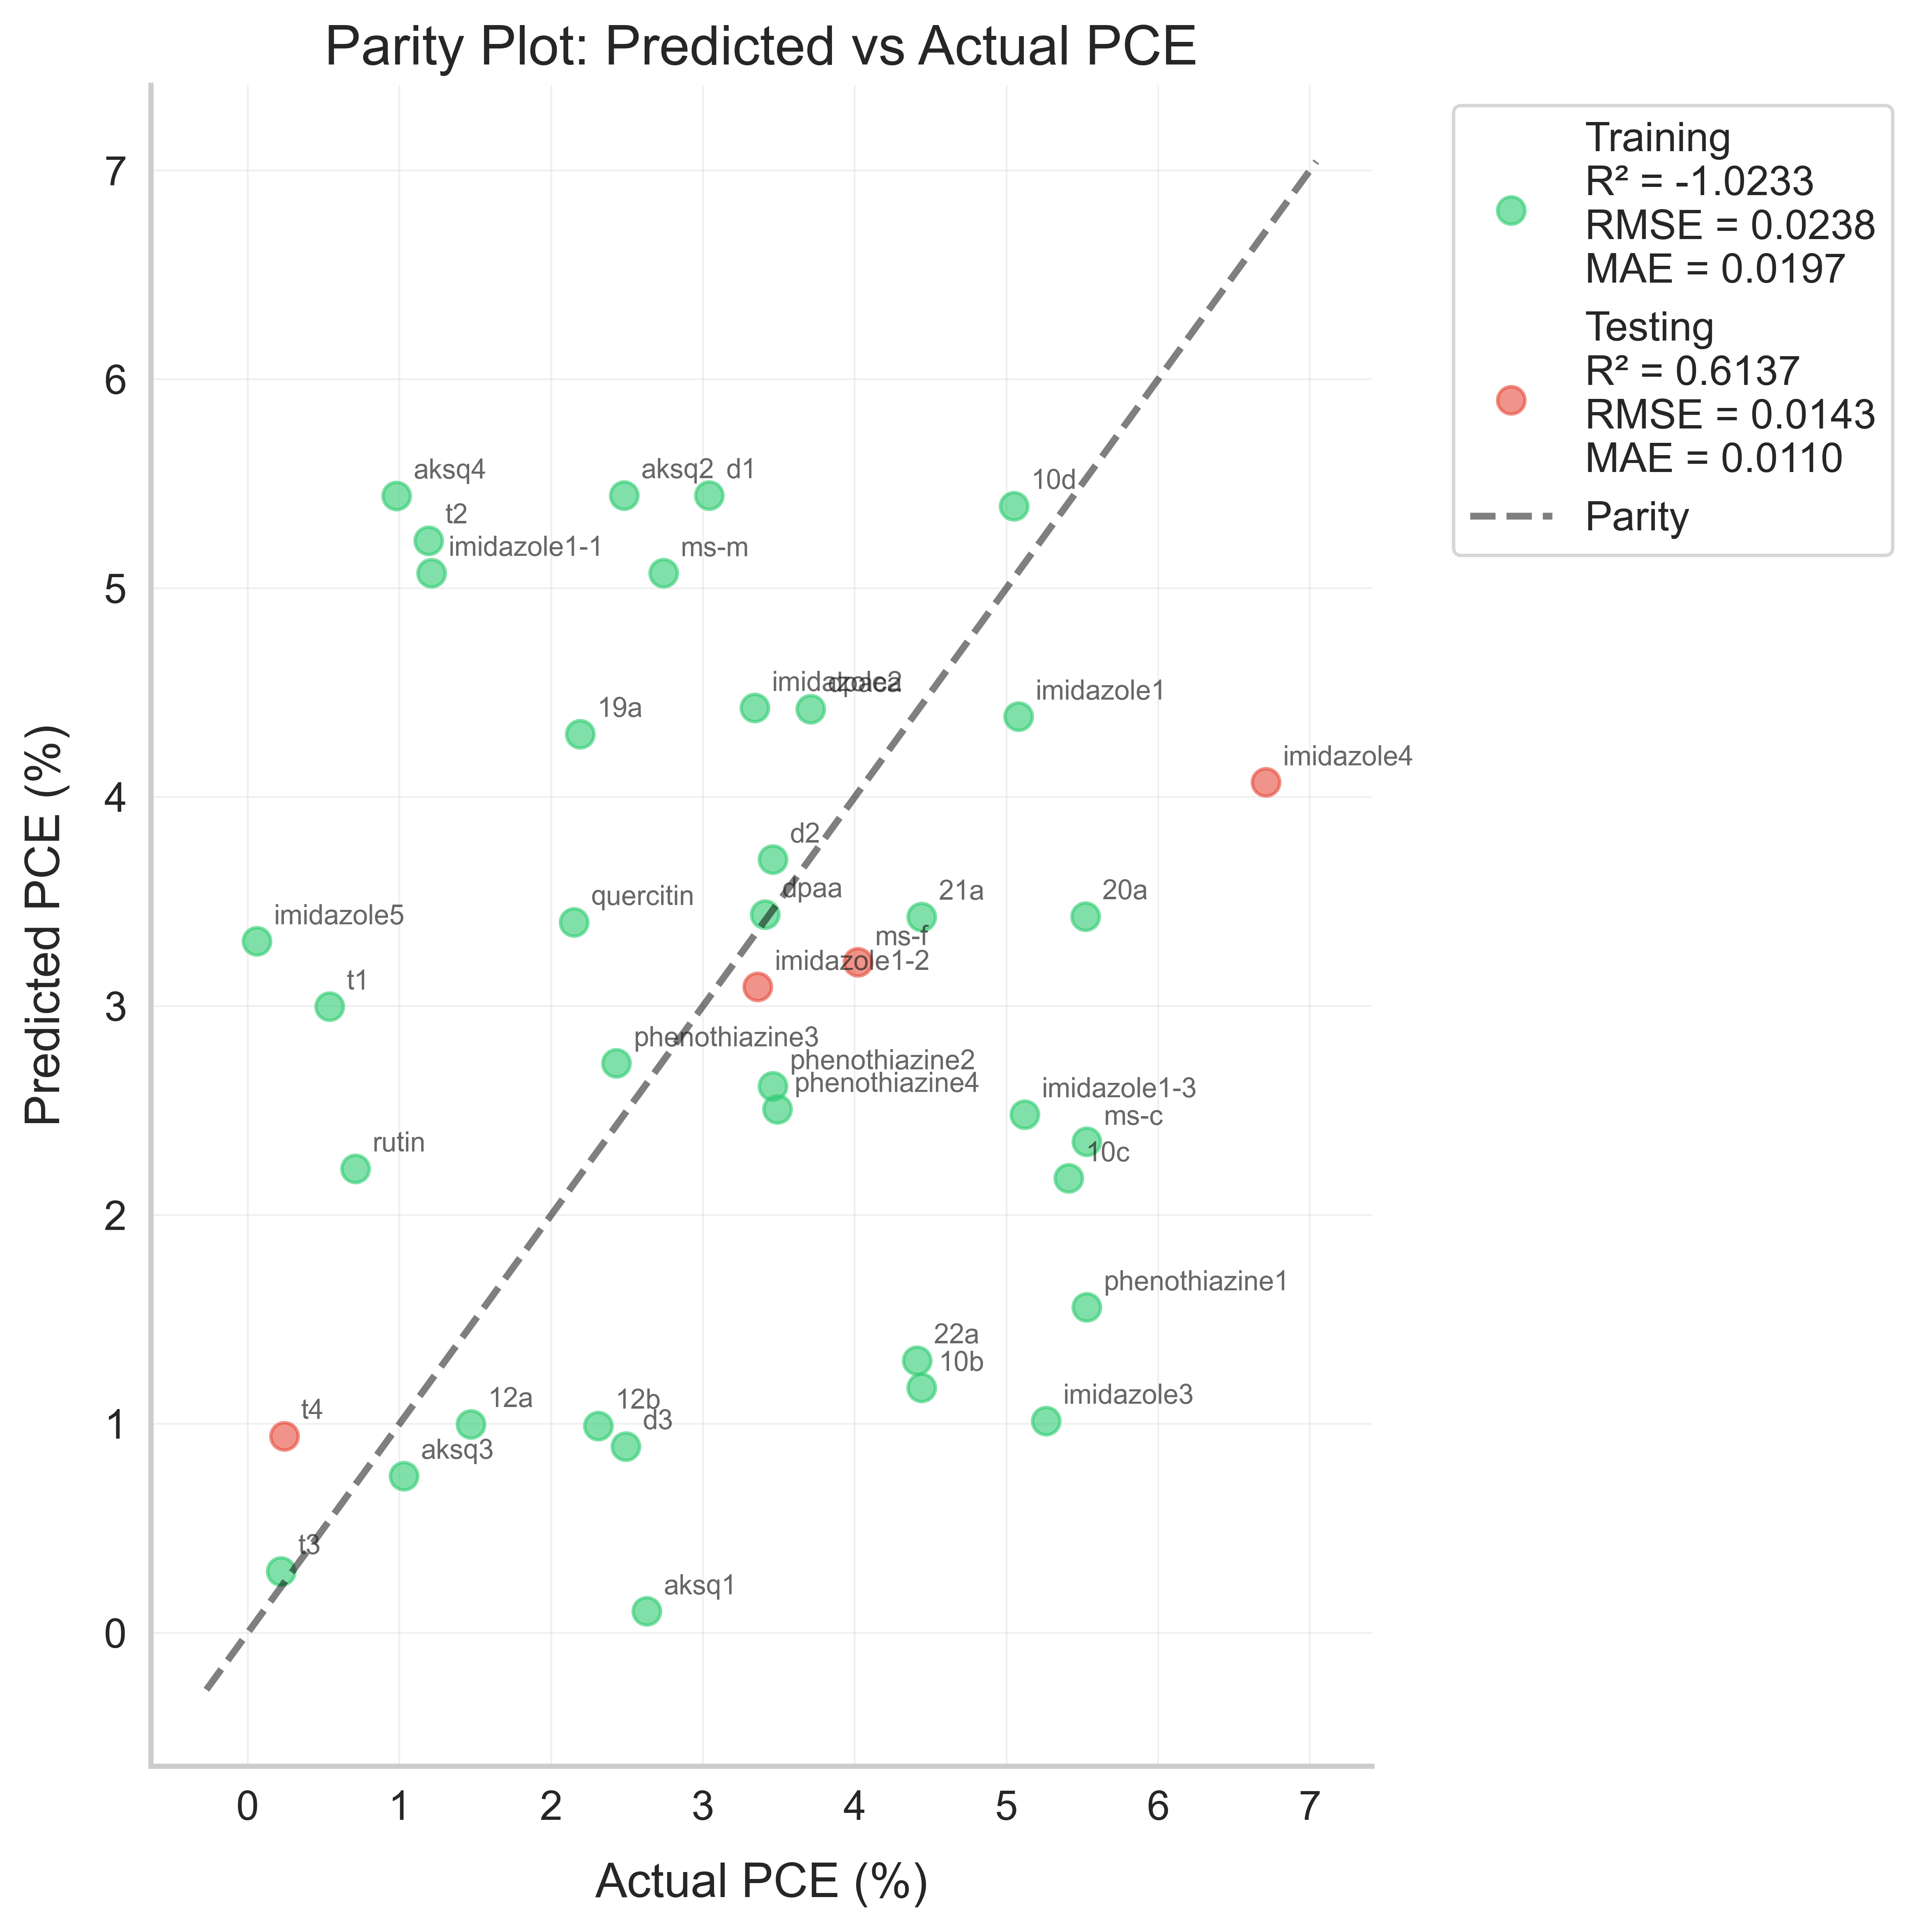 Parity Plot: Predicted vs Actual PCE
Training
R² = -1.0233
RMSE = 0.0238
MAE = 0.0197
Testing
R² = 0.6137
RMSE = 0.0143
MAE = 0.0110
Parity
Predicted PCE (%)
7
6
5
4
3
2
1
0
aksq4
aksq2
d1
10d
t2
imidazole1-1
ms-m
imidazole2
dpaca
imidazole1
19a
imidazole4
d2
dpaa
21a
20a
quercitin
imidazole5
ms-f
imidazole1-2
t1
phenothiazine3
phenothiazine2
phenothiazine4
imidazole1-3
ms-c
10c
rutin
phenothiazine1
22a
10b
imidazole3
t4
12a
12b
d3
aksq3
t3
aksq1
0 1 2 3 4 5 6 7
Actual PCE (%)